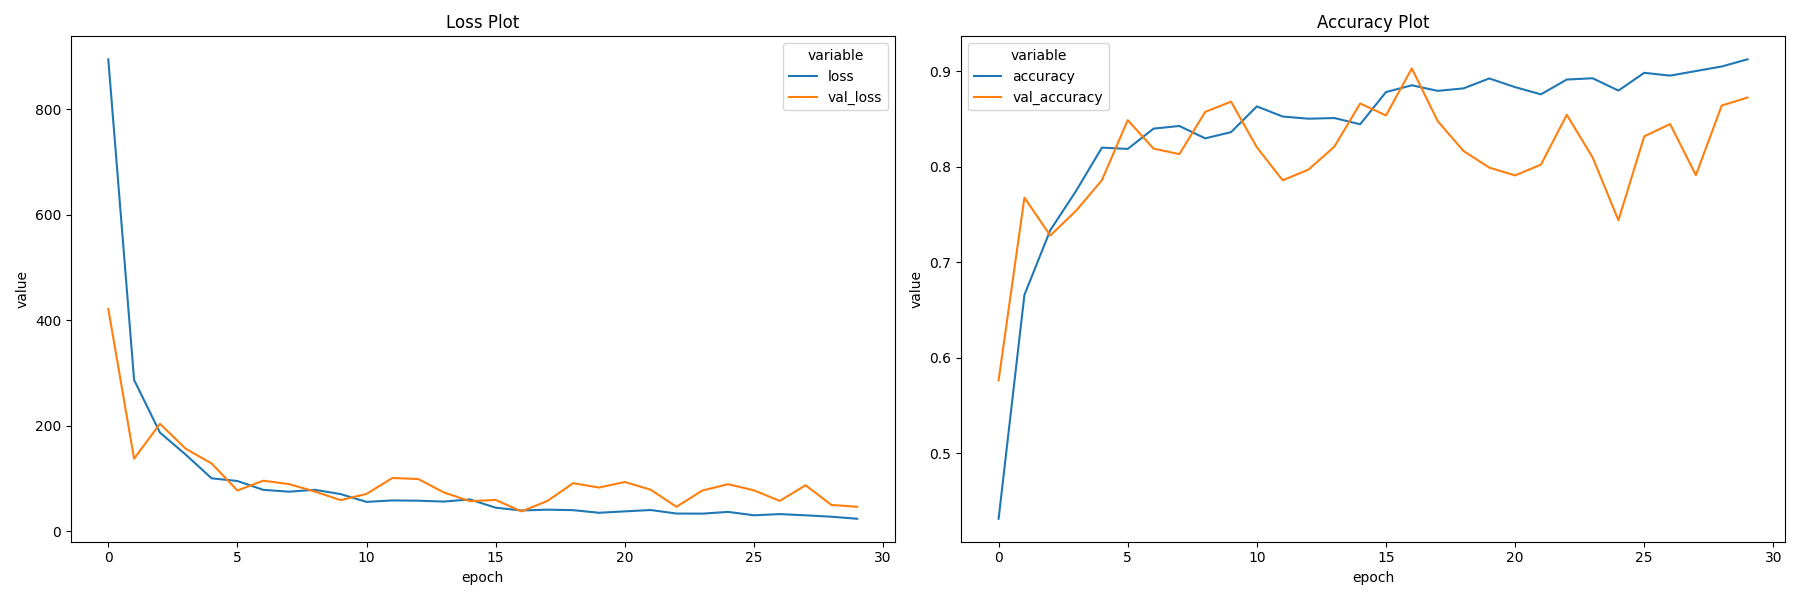 Loss Plot
variable
loss
val_loss
800
600
400
200
0
value
0 5 10 15 20 25 30
epoch
Accuracy Plot
variable
accuracy
val_accuracy
0.9
0.8
0.7
0.6
0.5
value
0 5 10 15 20 25 30
epoch